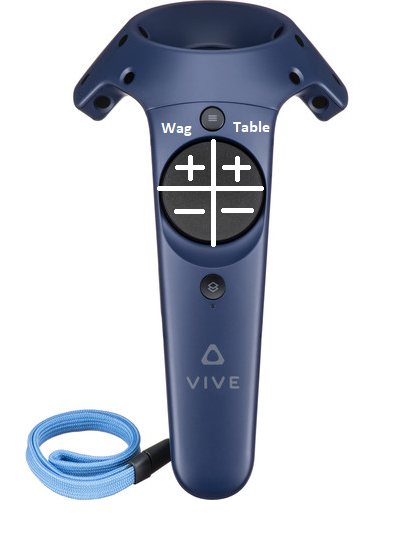 Wag Table
+ +
- -
VIVE